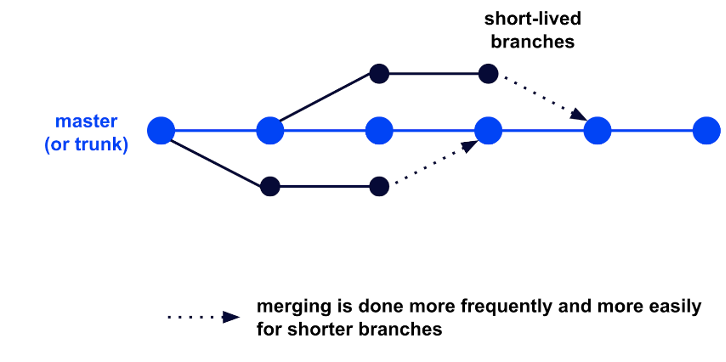 short-lived
branches
master
(or trunk)
merging is done more frequently and more easily
for shorter branches